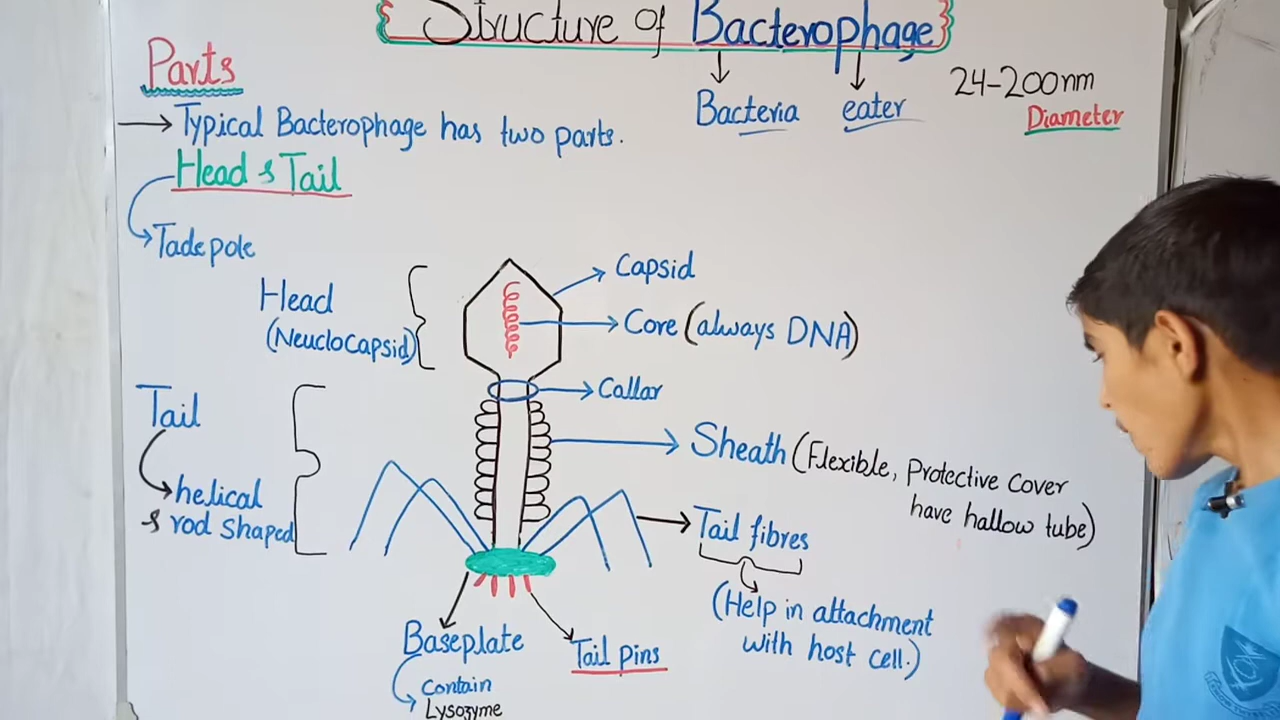 Structure of Bacterophage
Bacteria eater
24-200nm
Diameter
Parts
Typical Bacterophage has two parts.
Head & Tail
Tadepole
Head
(NeucloCapsid)
Capsid
Core (always DNA)
Callar
Tail
helical
& rod shaped
Sheath (Flexible, Protective Cover
have hallow tube)
Tail fibres
(Help in attachment
with host cell.)
Baseplate
Contain
Lysozyme
Tail pins